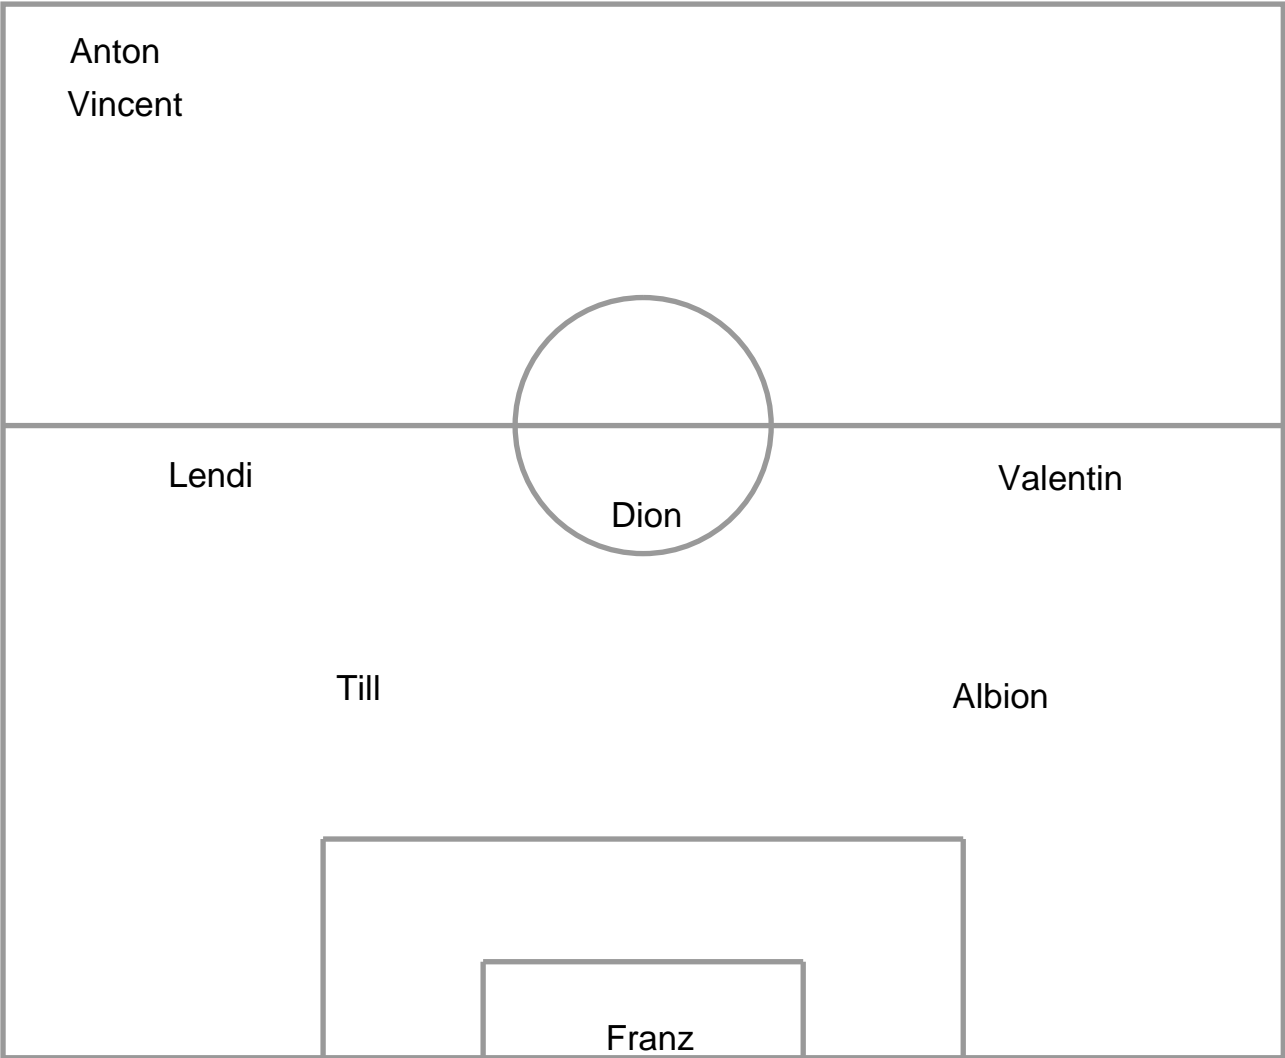 Anton
Vincent
Lendi
Valentin
Dion
Till
Albion
Franz